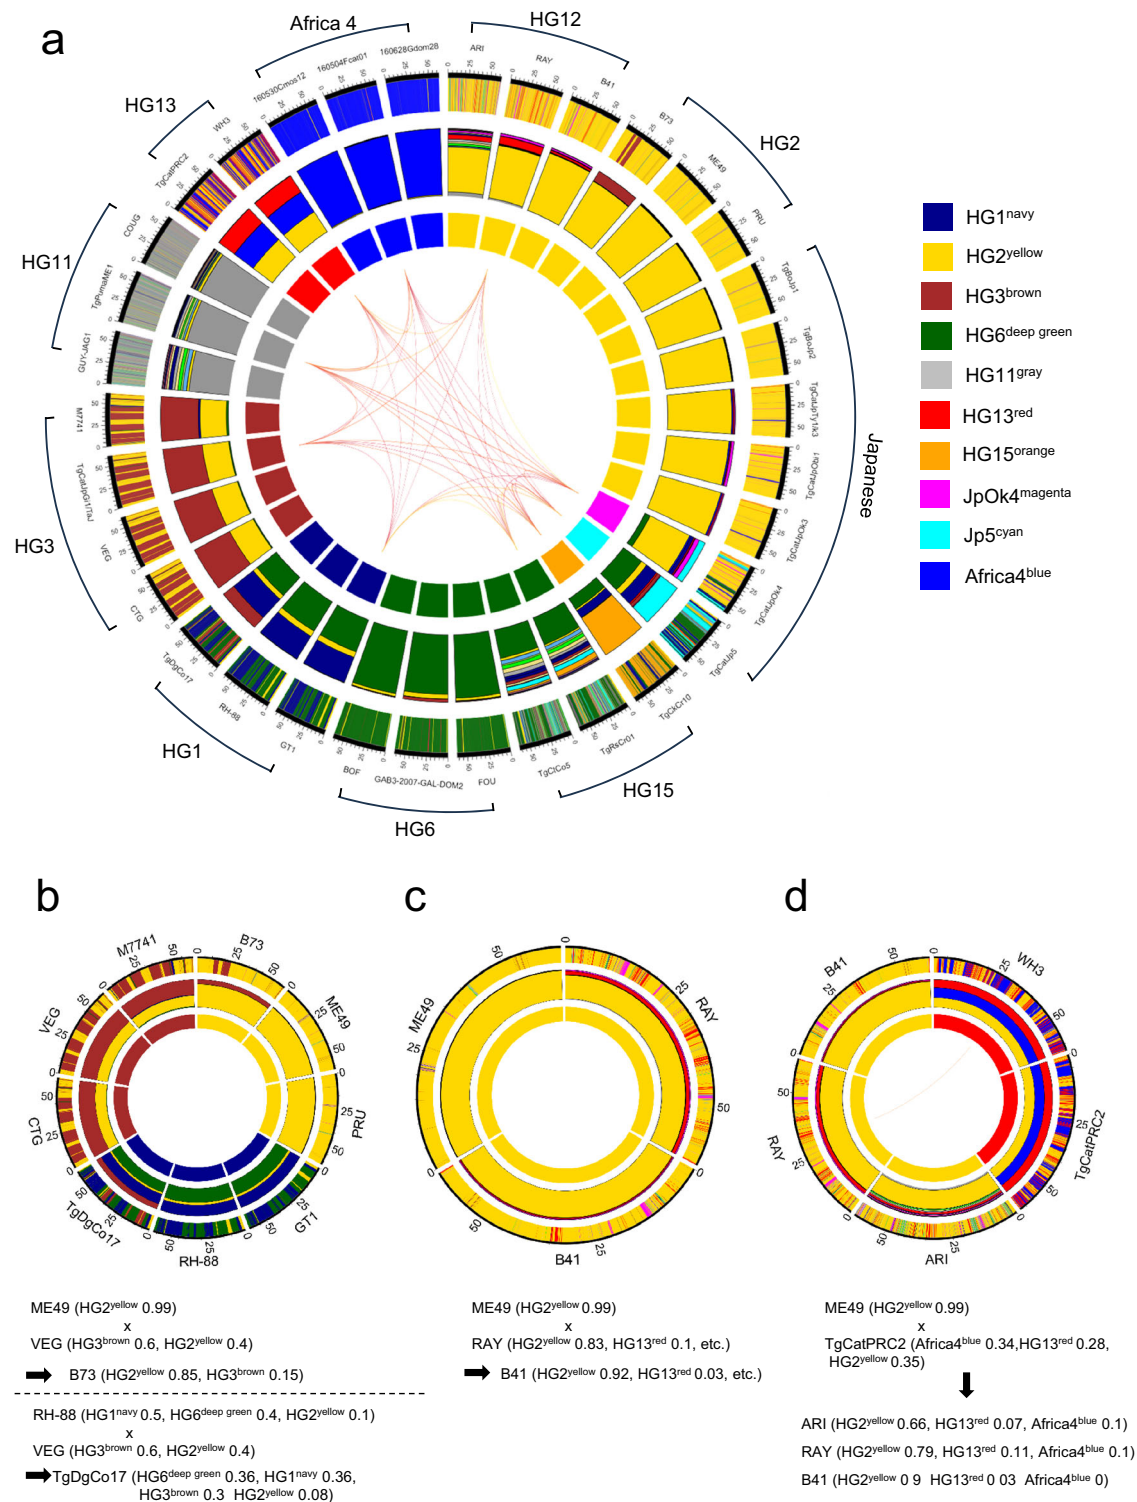 a
Africa 4
HG12
HG13
HG2
HG11
Japanese
HG3
HG1
HG6
HG15
ARI
RAY
B41
B73
ME49
PRU
TgBoJp1
TgBoJp2
TgCatJpTy1/k3
TgCatJpObi1
TgCatJpOk3
TgCatJpOk4
TgCatJp5
TgCkCr10
TgRsCr01
TgCtCo5
FOU
GAB3-2007-GAL-DOM2
BOF
GT1
RH-88
TgDgCo17
CTG
VEG
TgCatJpGi1/TaJ
M7741
GUY-JAG1
TgPumaME1
COUG
TgCatPRC2
WH3
160530Cmos12
160504Fcat01
160628Gdom28
HG1navy
HG2yellow
HG3brown
HG6deep green
HG11gray
HG13red
HG15orange
JpOk4magenta
Jp5cyan
Africa4blue
b
M7741
B73
ME49
PRU
GT1
RH-88
TgDgCo17
CTG
VEG
0
25
50
ME49 (HG2yellow 0.99)
x
VEG (HG3brown 0.6, HG2yellow 0.4)
B73 (HG2yellow 0.85, HG3brown 0.15)
RH-88 (HG1navy 0.5, HG6deep green 0.4, HG2yellow 0.1)
x
VEG (HG3brown 0.6, HG2yellow 0.4)
TgDgCo17 (HG6deep green 0.36, HG1navy 0.36,
HG3brown 0.3 HG2yellow 0.08)
c
ME49
RAY
B41
0
25
50
ME49 (HG2yellow 0.99)
x
RAY (HG2yellow 0.83, HG13red 0.1, etc.)
B41 (HG2yellow 0.92, HG13red 0.03, etc.)
d
B41
WH3
TgCatPRC2
ARI
RAY
0
25
50
ME49 (HG2yellow 0.99)
x
TgCatPRC2 (Africa4blue 0.34,HG13red 0.28,
HG2yellow 0.35)
ARI (HG2yellow 0.66, HG13red 0.07, Africa4blue 0.1)
RAY (HG2yellow 0.79, HG13red 0.11, Africa4blue 0.1)
B41 (HG2yellow 0 9 HG13red 0 03 Africa4blue 0)